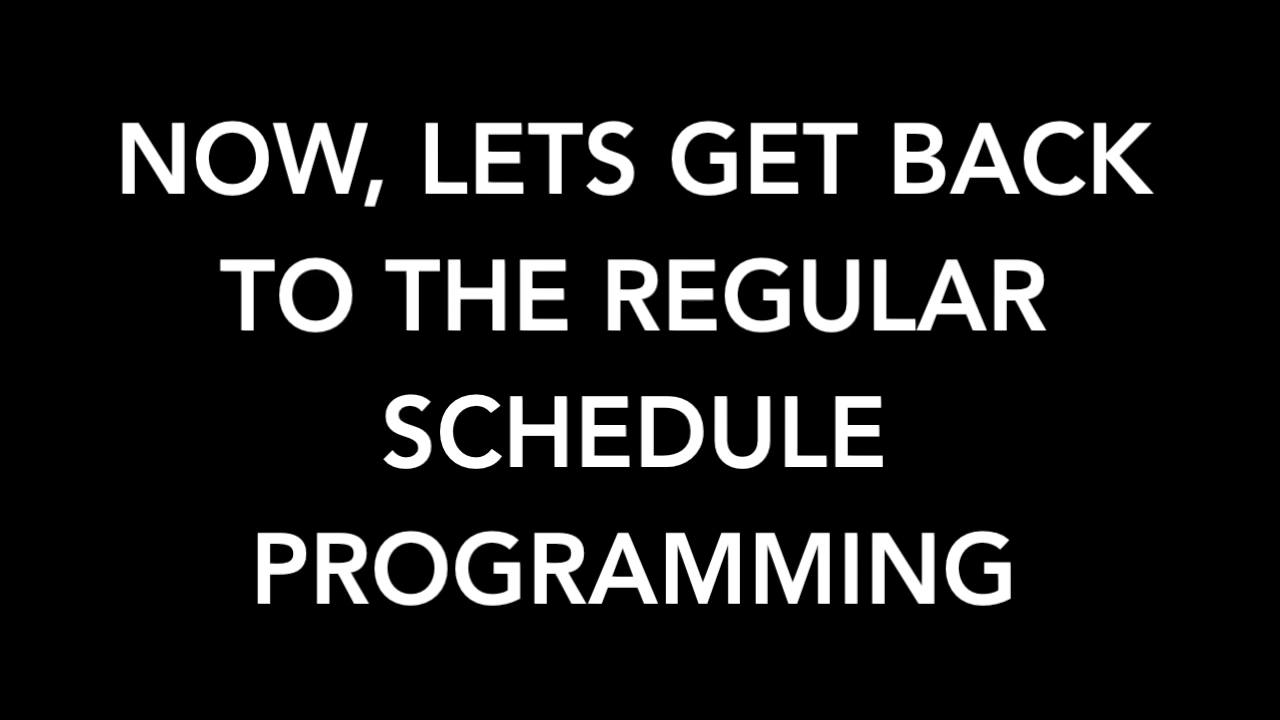 NOW, LETS GET BACK
TO THE REGULAR
SCHEDULE
PROGRAMMING